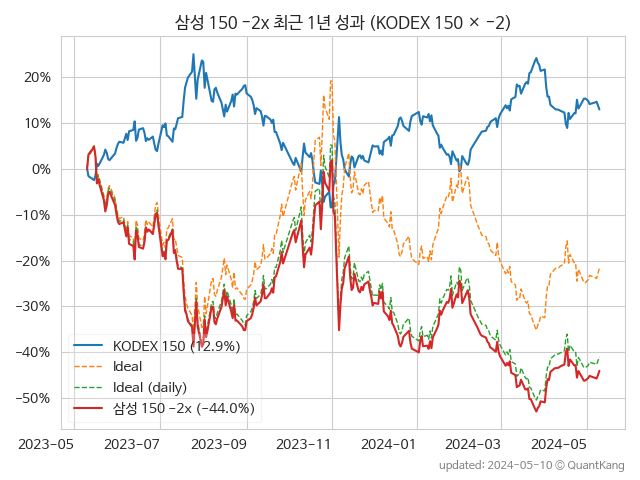 삼성 150 −2x 최근 1년 성과 (KODEX 150 × −2)
20%
10%
0%
−10%
−20%
−30%
−40%
−50%
KODEX 150 (12.9%)
Ideal
Ideal (daily)
삼성 150 −2x (−44.0%)
2023-05
2023-07
2023-09
2023-11
2024-01
2024-03
2024-05
updated: 2024-05-10 © QuantKang